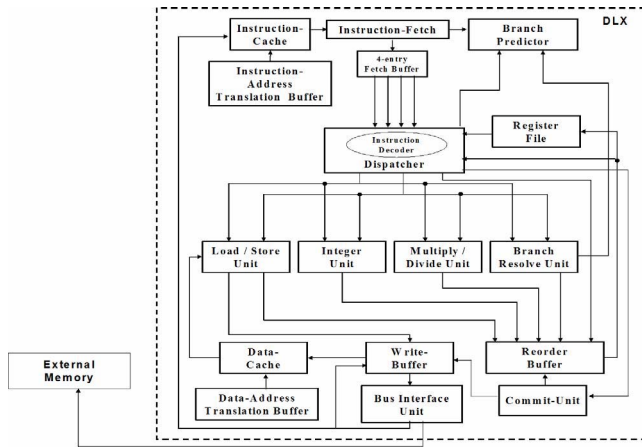 DLX
Instruction-
Cache
Instruction-Fetch
Branch
Predictor
4-entry
Fetch Buffer
Instruction-
Address
Translation Buffer
Instruction
Decoder
Dispatcher
Register
File
Load / Store
Unit
Integer
Unit
Multiply /
Divide Unit
Branch
Resolve Unit
External
Memory
Data-
Cache
Write-
Buffer
Reorder
Buffer
Data-Address
Translation Buffer
Bus Interface
Unit
Commit-Unit